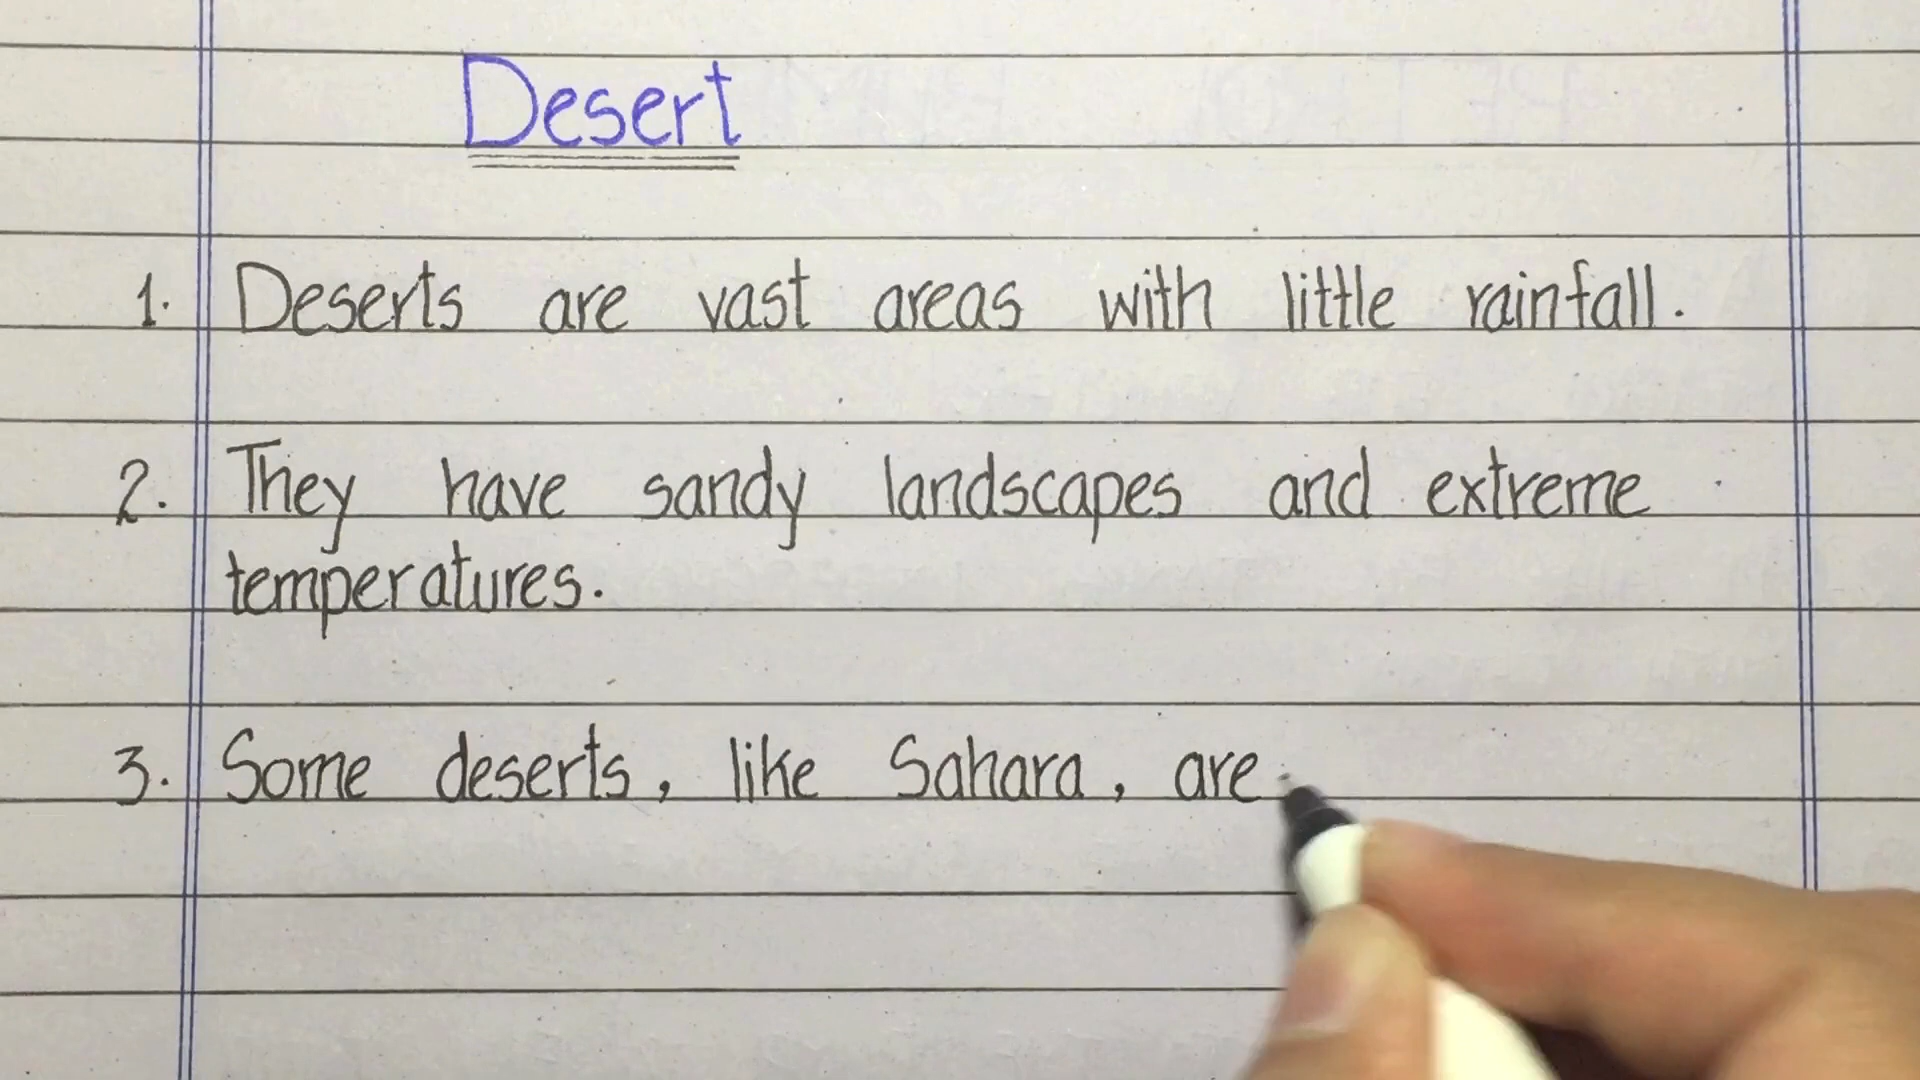 Desert
1. Deserts are vast areas with little rainfall.
2. They have sandy landscapes and extreme
temperatures.
3. Some deserts, like Sahara, are